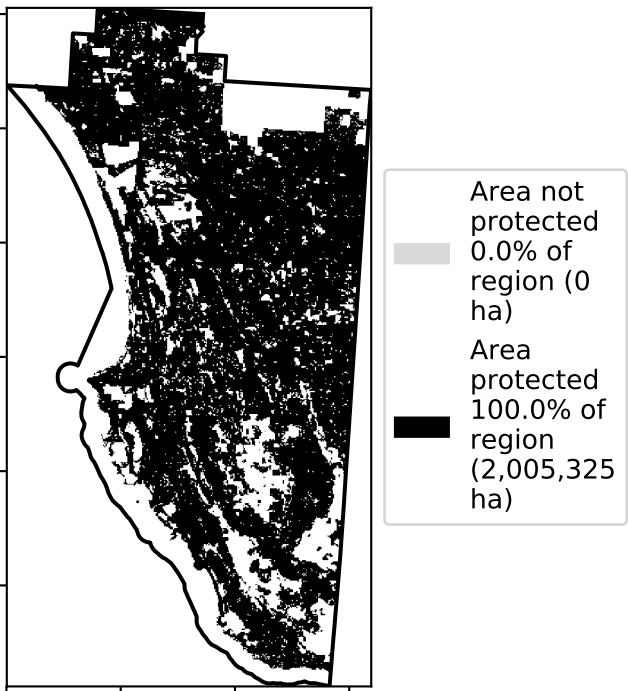 Area not
protected
0.0% of
region (0
ha)
Area
protected
100.0% of
region
(2,005,325
ha)